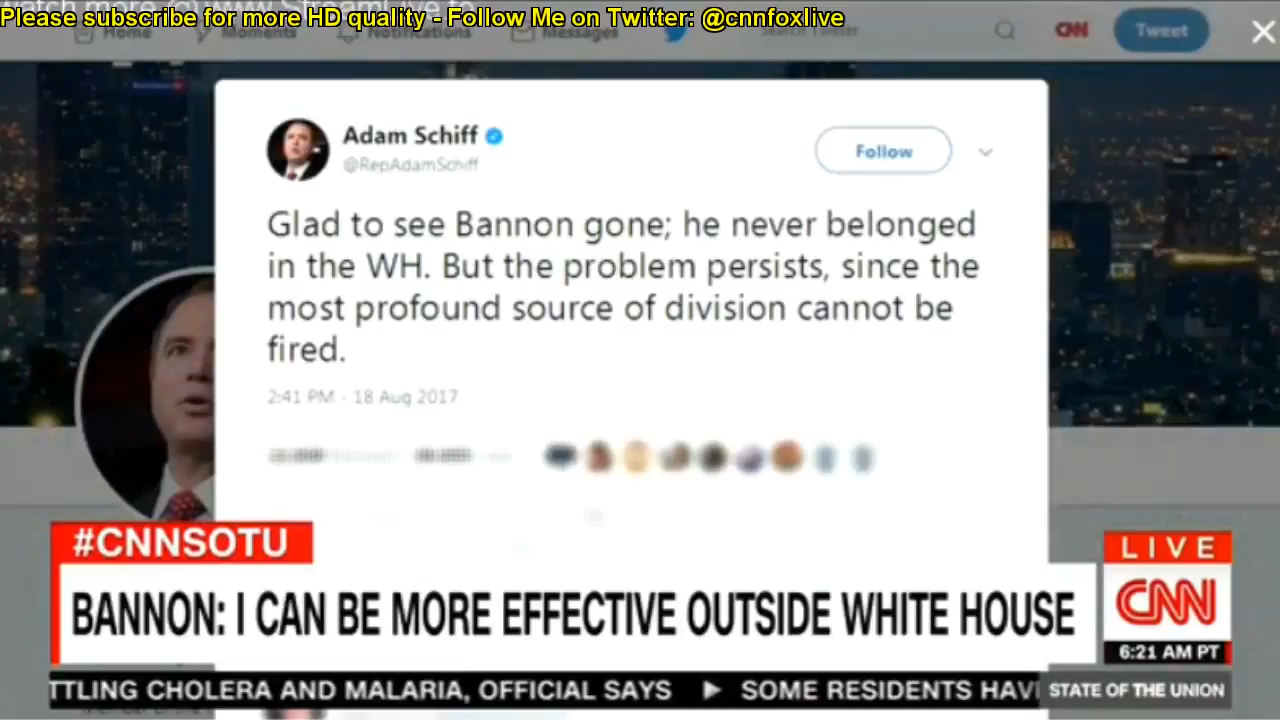 Please subscribe for more HD quality - Follow Me on Twitter: @cnnfoxlive
Home
Moments
Notifications
Messages
Search Twitter
CNN
Tweet
Adam Schiff
@RepAdamSchiff
Follow
Glad to see Bannon gone; he never belonged
in the WH. But the problem persists, since the
most profound source of division cannot be
fired.
2:41 PM - 18 Aug 2017
#CNNSOTU
BANNON: I CAN BE MORE EFFECTIVE OUTSIDE WHITE HOUSE
LIVE
CNN
6:21 AM PT
TTLING CHOLERA AND MALARIA, OFFICIAL SAYS ▶ SOME RESIDENTS HAVI
STATE OF THE UNION